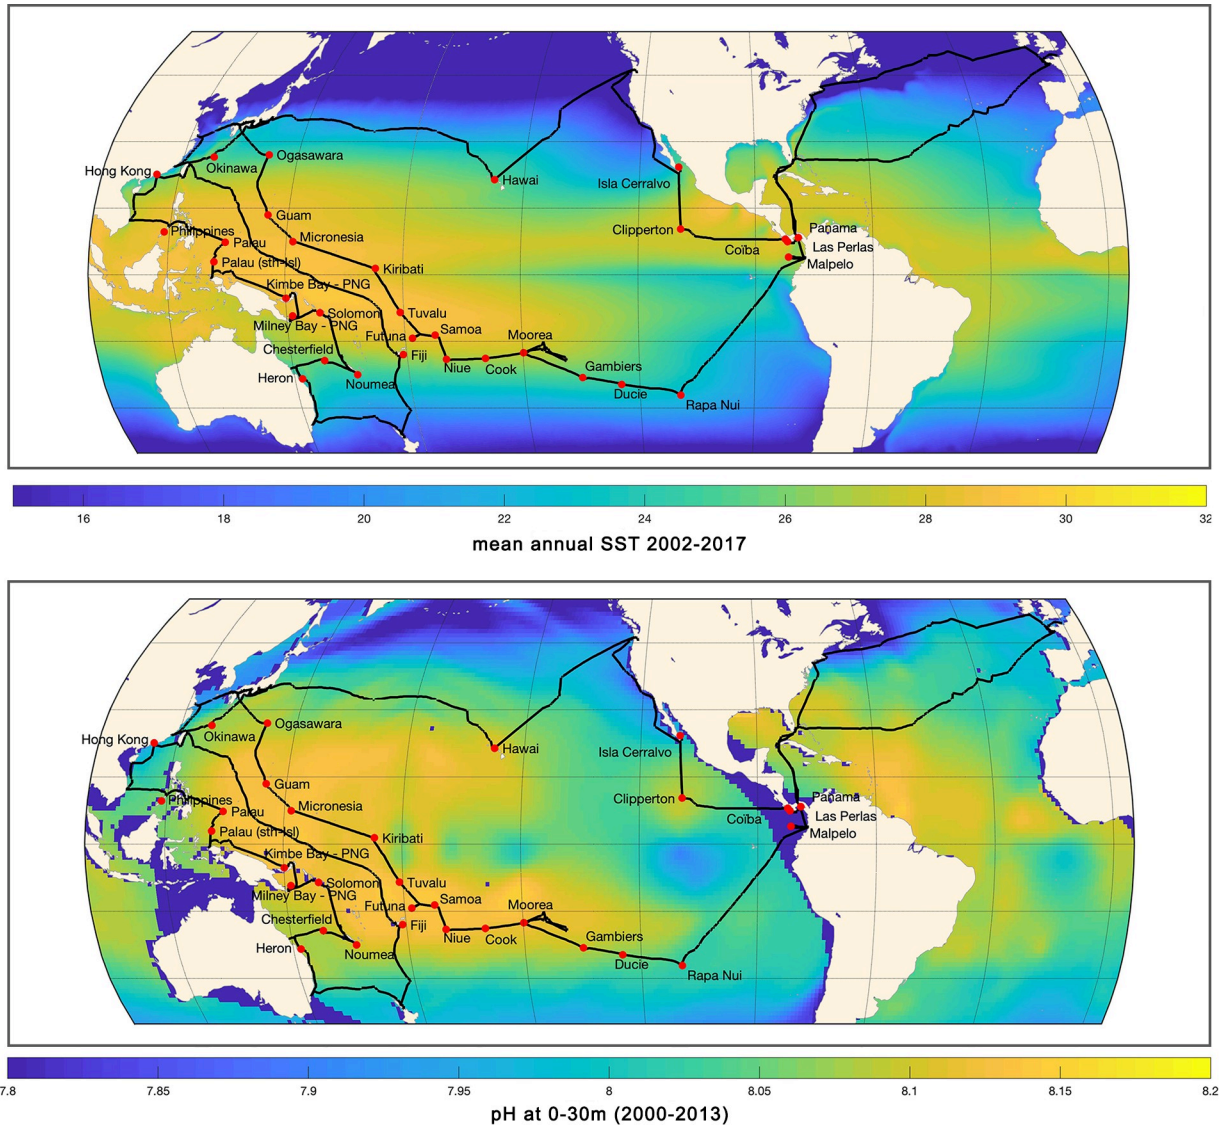 Hong Kong
Okinawa
Ogasawara
Hawai
Isla Cerralvo
Guam
Micronesia
Philippines
Palau
Palau (sth-Isl)
Kiribati
Clipperton
Coïba
Panama
Las Perlas
Malpelo
Kimbe Bay - PNG
Solomon
Milney Bay - PNG
Tuvalu
Futuna
Samoa
Moorea
Chesterfield
Fiji
Niue
Cook
Gambiers
Heron
Noumea
Ducie
Rapa Nui
16 18 20 22 24 26 28 30 32
mean annual SST 2002-2017
Hong Kong
Okinawa
Ogasawara
Hawai
Isla Cerralvo
Guam
Micronesia
Philippines
Palau
Palau (sth-Isl)
Kiribati
Clipperton
Coïba
Panama
Las Perlas
Malpelo
Kimbe Bay - PNG
Solomon
Milney Bay - PNG
Tuvalu
Futuna
Samoa
Moorea
Chesterfield
Fiji
Niue
Cook
Gambiers
Heron
Noumea
Ducie
Rapa Nui
7.8 7.85 7.9 7.95 8 8.05 8.1 8.15 8.2
pH at 0-30m (2000-2013)